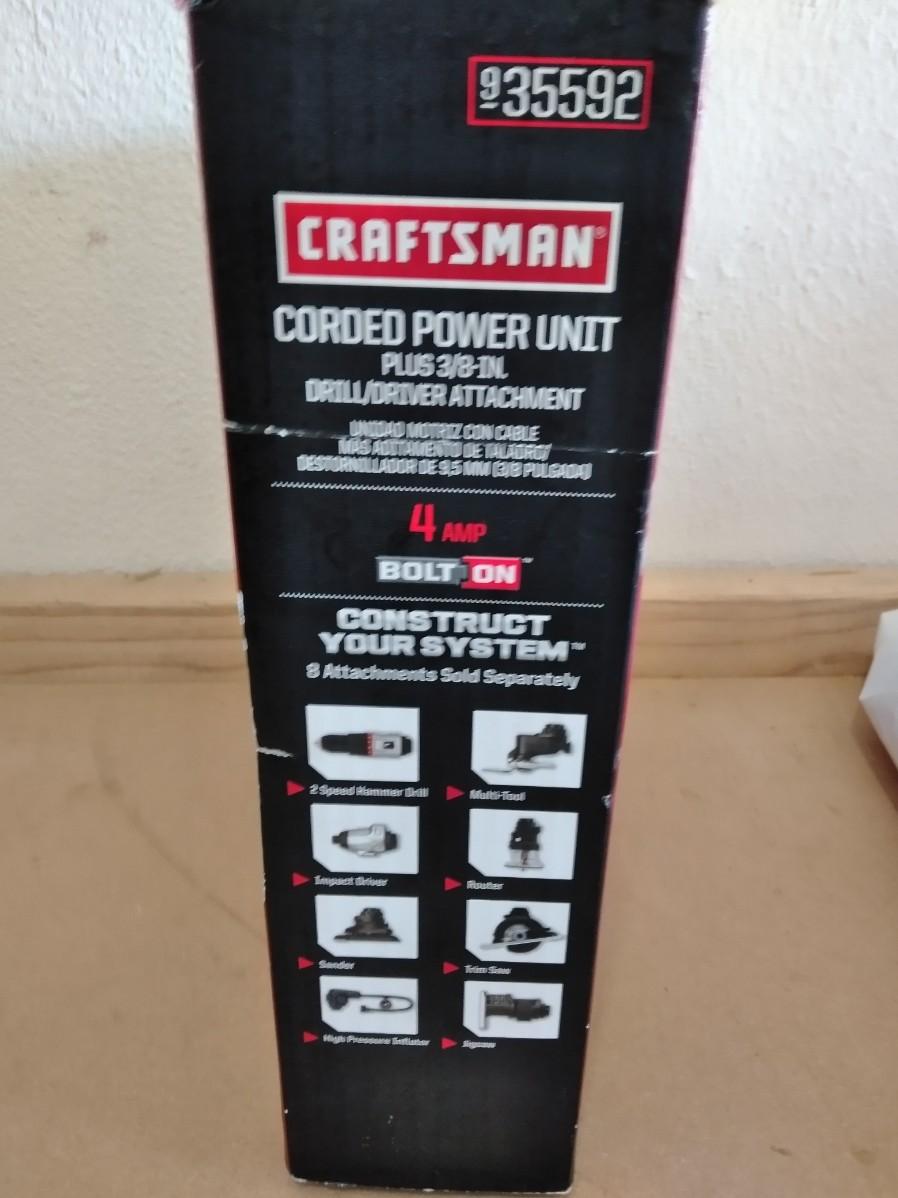 935592
CRAFTSMAN®
CORDED POWER UNIT
PLUS 3/8-IN.
DRILL/DRIVER ATTACHMENT
UNIDAD MOTRIZ CON CABLE
MÁS ADITAMENTO DE TALADRO/
DESTORNILLADOR DE 9,5 MM (3/8 PULGADA)
4 AMP
BOLT ON™
CONSTRUCT
YOUR SYSTEM™
8 Attachments Sold Separately
2 Speed Hammer Drill
Multi-Tool
Impact Driver
Router
Sander
Trim Saw
High Pressure Inflator
Jigsaw